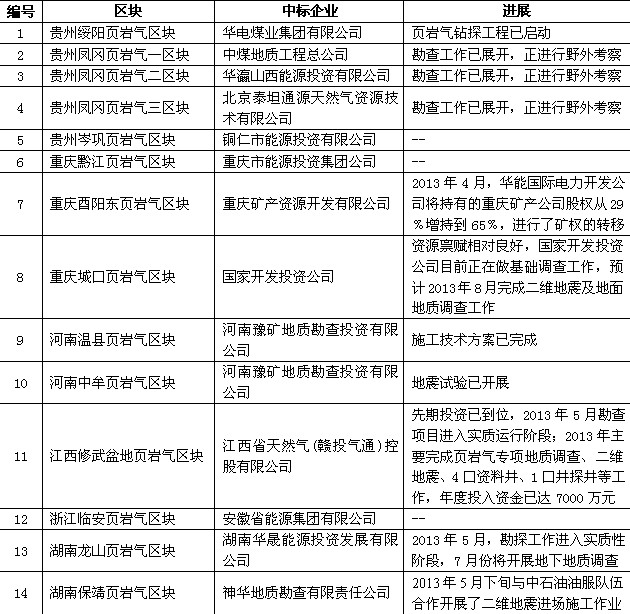 编号 区块 中标企业 进展
1 贵州绥阳页岩气区块 华电煤业集团有限公司 页岩气钻探工程已启动
2 贵州凤冈页岩气一区块 中煤地质工程总公司 勘查工作已展开，正进行野外考察
3 贵州凤冈页岩气二区块 华瀛山西能源投资有限公司 勘查工作已展开，正进行野外考察
4 贵州凤冈页岩气三区块 北京泰坦通源天然气资源技
术有限公司 勘查工作已展开，正进行野外考察
5 贵州岑巩页岩气区块 铜仁市能源投资有限公司 --
6 重庆黔江页岩气区块 重庆市能源投资集团公司 --
7 重庆酉阳东页岩气区块 重庆矿产资源开发有限公司 2013 年 4 月，华能国际电力开发公
司将持有的重庆矿产公司股权从29
％增持到 65％，进行了矿权的转移
8 重庆城口页岩气区块 国家开发投资公司 资源禀赋相对良好，国家开发投资
公司目前正在做基础调查工作，预
计 2013年 8 月完成二维地震及地面
地质调查工作
9 河南温县页岩气区块 河南豫矿地质勘查投资有限
公司 施工技术方案已完成
10 河南中牟页岩气区块 河南豫矿地质勘查投资有限
公司 地震试验已开展
11 江西修武盆地页岩气区块 江西省天然气(赣投气通)控
股有限公司 先期投资已到位，2013 年 5 月勘查
项目进入实质运行阶段；2013 年主
要完成页岩气专项地质调查、二维
地震、4 口资料井、1 口井探井等工
作，年度投入资金已达 7000 万元
12 浙江临安页岩气区块 安徽省能源集团有限公司 --
13 湖南龙山页岩气区块 湖南华晟能源投资发展有限
公司 2013 年 5 月，勘探工作进入实质性
阶段，7 月份将开展地下地质调查
14 湖南保靖页岩气区块 神华地质勘查有限责任公司 2013 年 5 月下旬与中石油油服队伍
合作开展了二维地震进场施工作业